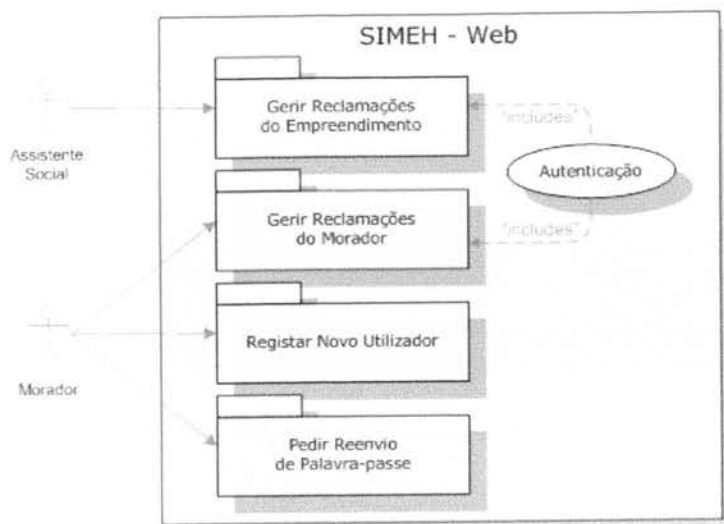 SIMEH - Web
Gerir Reclamações
do Empreendimento
"includes"
Assistente
Social
Autenticação
Gerir Reclamações
do Morador
"includes"
Registar Novo Utilizador
Morador
Pedir Reenvio
de Palavra-passe